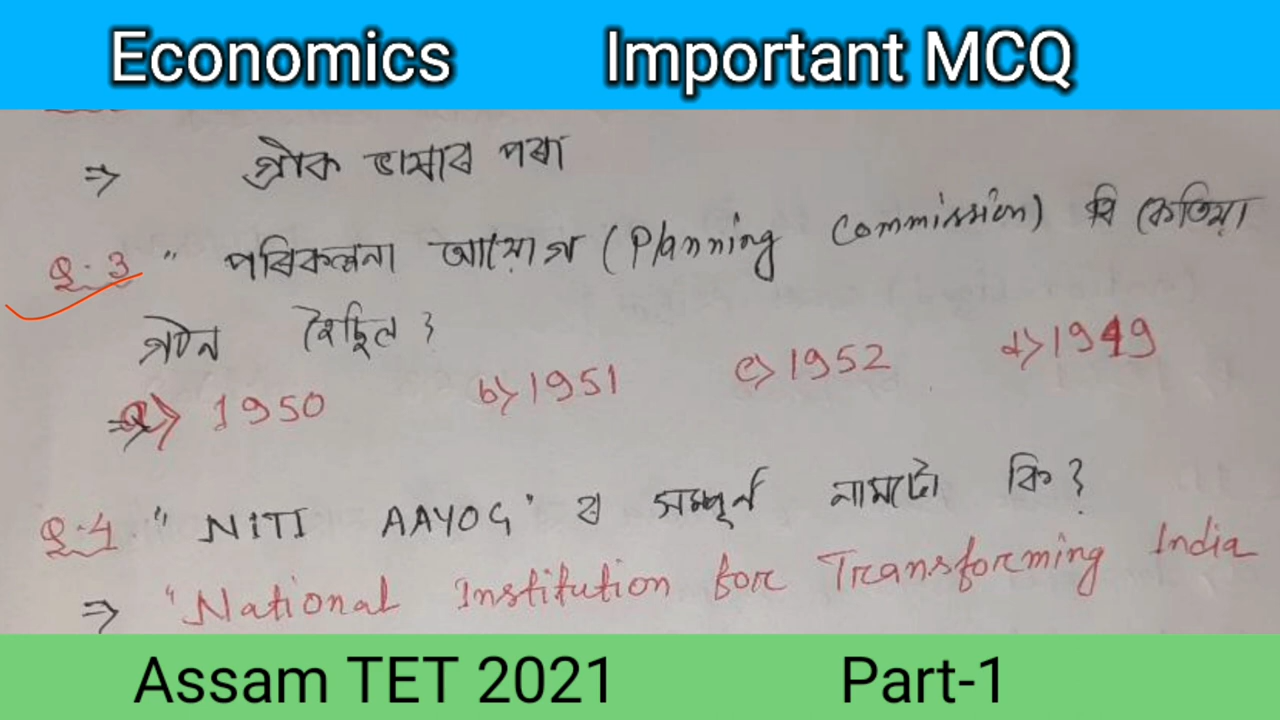 Economics Important MCQ
⇒ গ্ৰীক ভাষাৰ পৰা
Q.3 " পৰিকল্পনা আয়োগ (Planning Commission) ৰি কেতিয়া
গঠন হৈছিল?
⇒ a) 1950 b) 1951 c) 1952 d) 1949
Q.4 "NITI AAYOG" ৰ সম্পূৰ্ন নামটো কি?
⇒ "National Institution for Transforming India
Assam TET 2021 Part-1